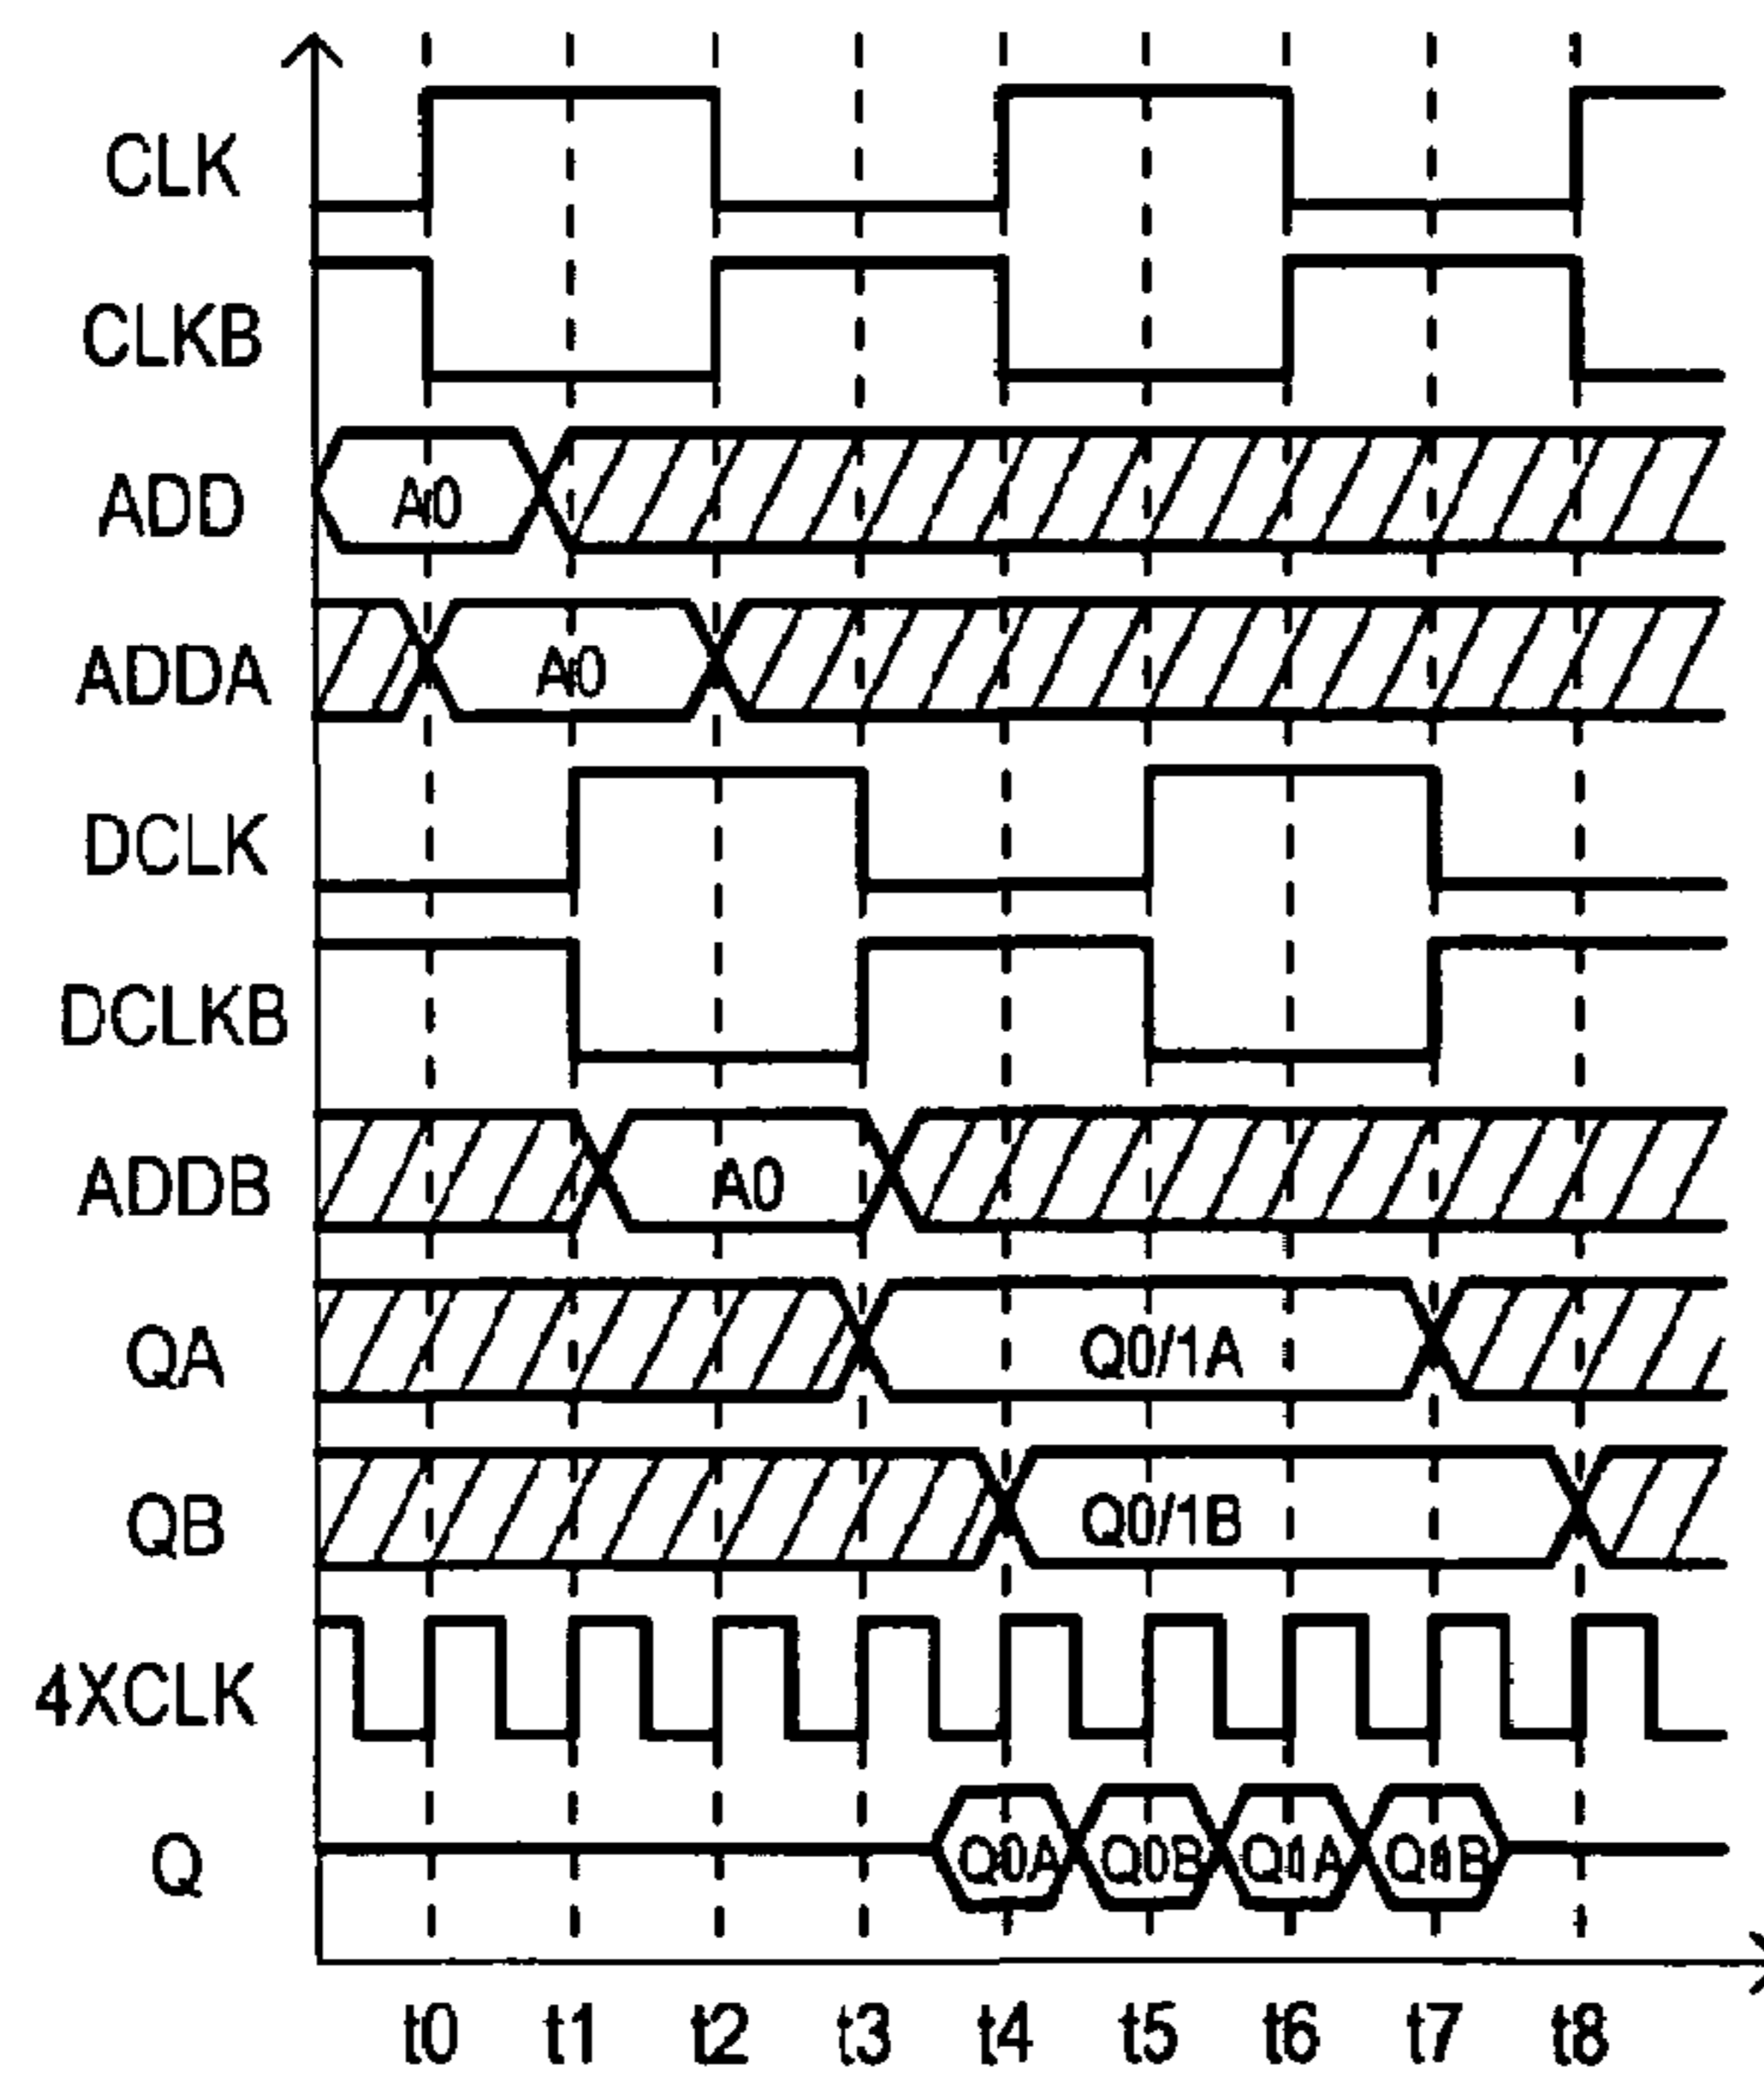 CLK
CLKB
ADD A0
ADDA A0
DCLK
DCLKB
ADDB A0
QA Q0/1A
QB Q0/1B
4XCLK
Q Q0A Q0B Q1A Q1B
t0 t1 t2 t3 t4 t5 t6 t7 t8